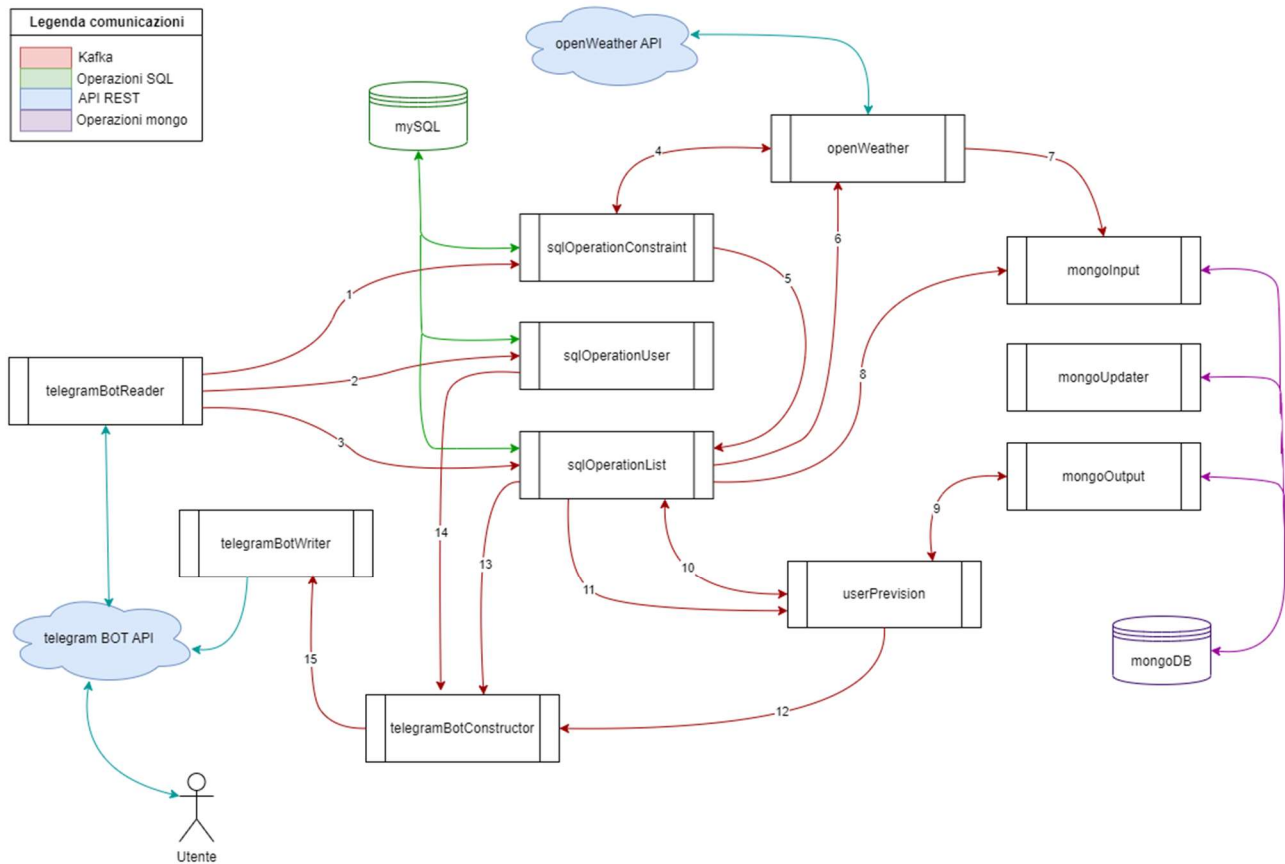 Legenda comunicazioni
Kafka
Operazioni SQL
API REST
Operazioni mongo
openWeather API
mySQL
openWeather
4
7
sqlOperationConstraint
6
mongoInput
5
1
sqlOperationUser
telegramBotReader
2
8
mongoUpdater
3
sqlOperationList
mongoOutput
9
telegramBotWriter
14
13
10
11
userPrevision
telegram BOT API
15
mongoDB
12
telegramBotConstructor
Utente